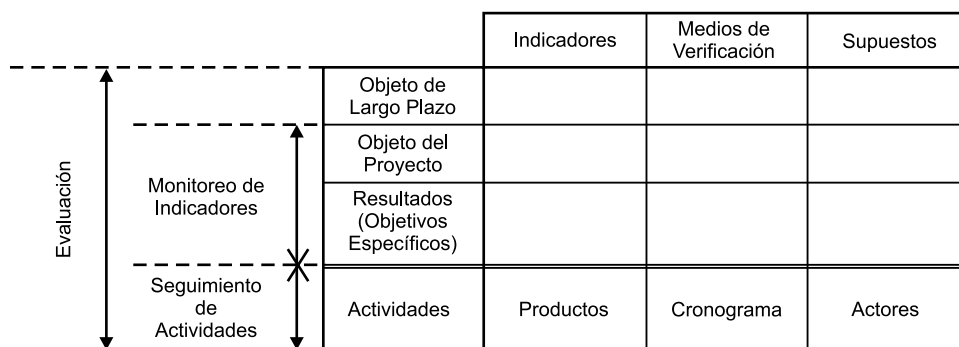 Indicadores
Medios de
Verificación
Supuestos
Objeto de
Largo Plazo
Objeto del
Proyecto
Resultados
(Objetivos
Específicos)
Monitoreo de
Indicadores
Evaluación
Seguimiento
de
Actividades
Actividades
Productos
Cronograma
Actores